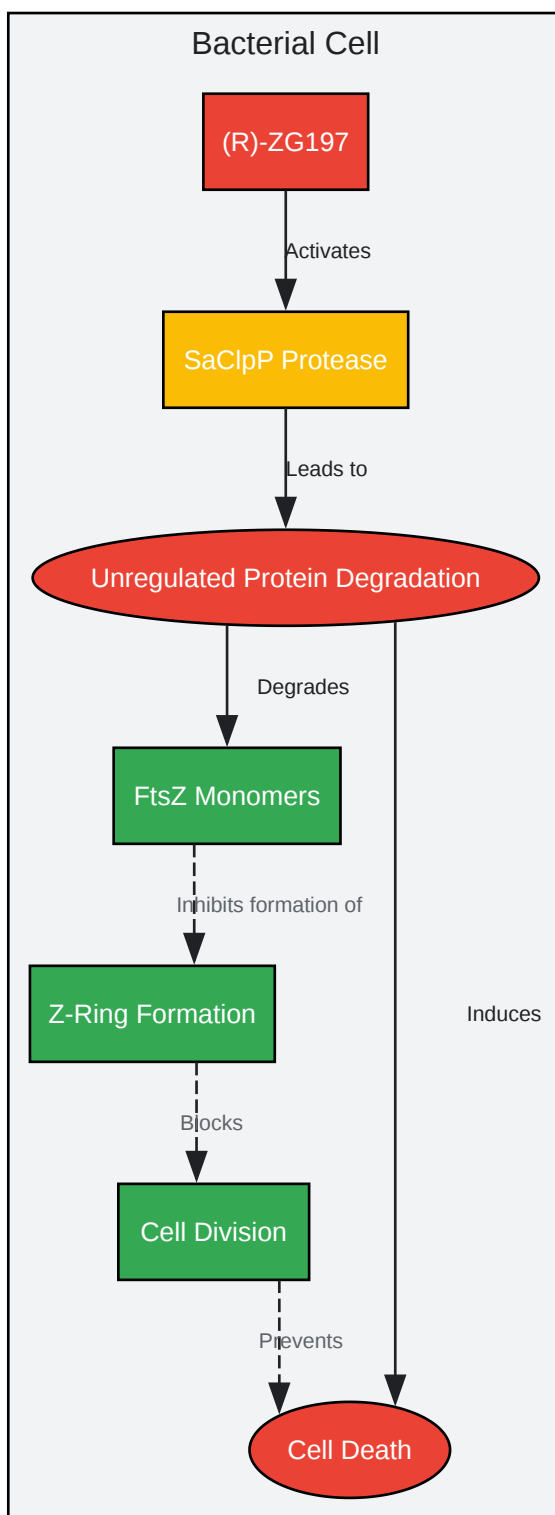 Bacterial Cell
(R)-ZG197
Activates
SaClpP Protease
Leads to
Unregulated Protein Degradation
Degrades
FtsZ Monomers
Inhibits formation of
Z-Ring Formation
Induces
Blocks
Cell Division
Prevents
Cell Death